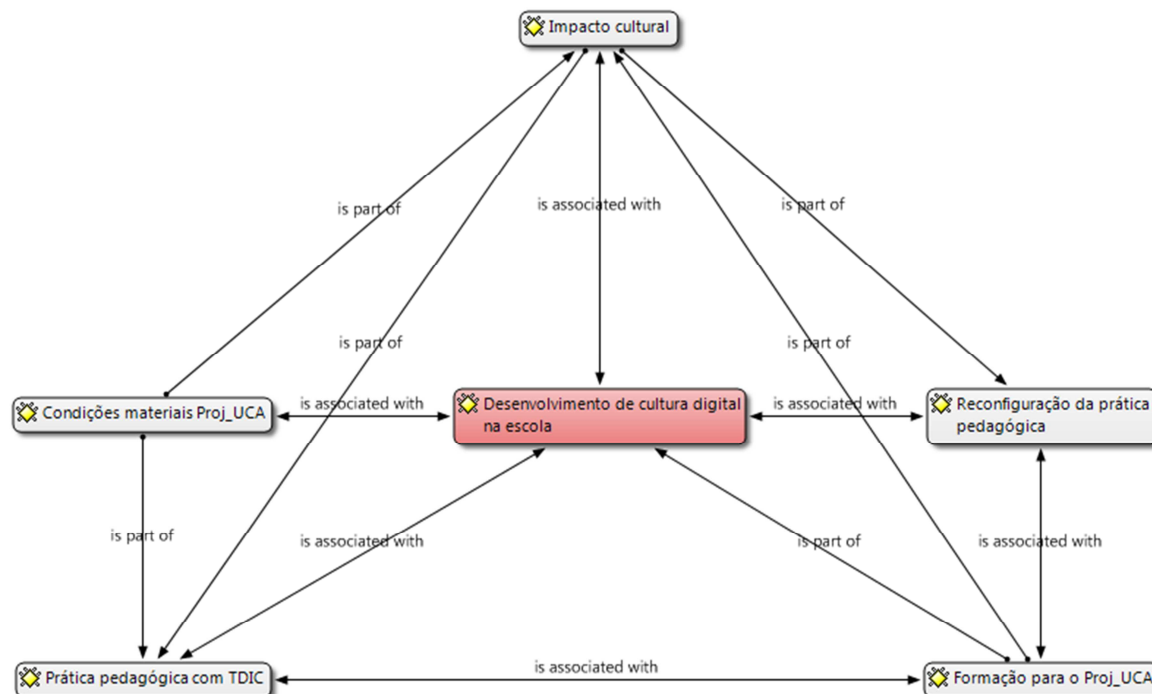 Impacto cultural
is part of
is associated with
is part of
is part of
is part of
Condições materiais Proj_UCA
is associated with
Desenvolvimento de cultura digital
na escola
is associated with
Reconfiguração da prática
pedagógica
is part of
is associated with
is part of
is associated with
Prática pedagógica com TDIC
is associated with
Formação para o Proj_UCA